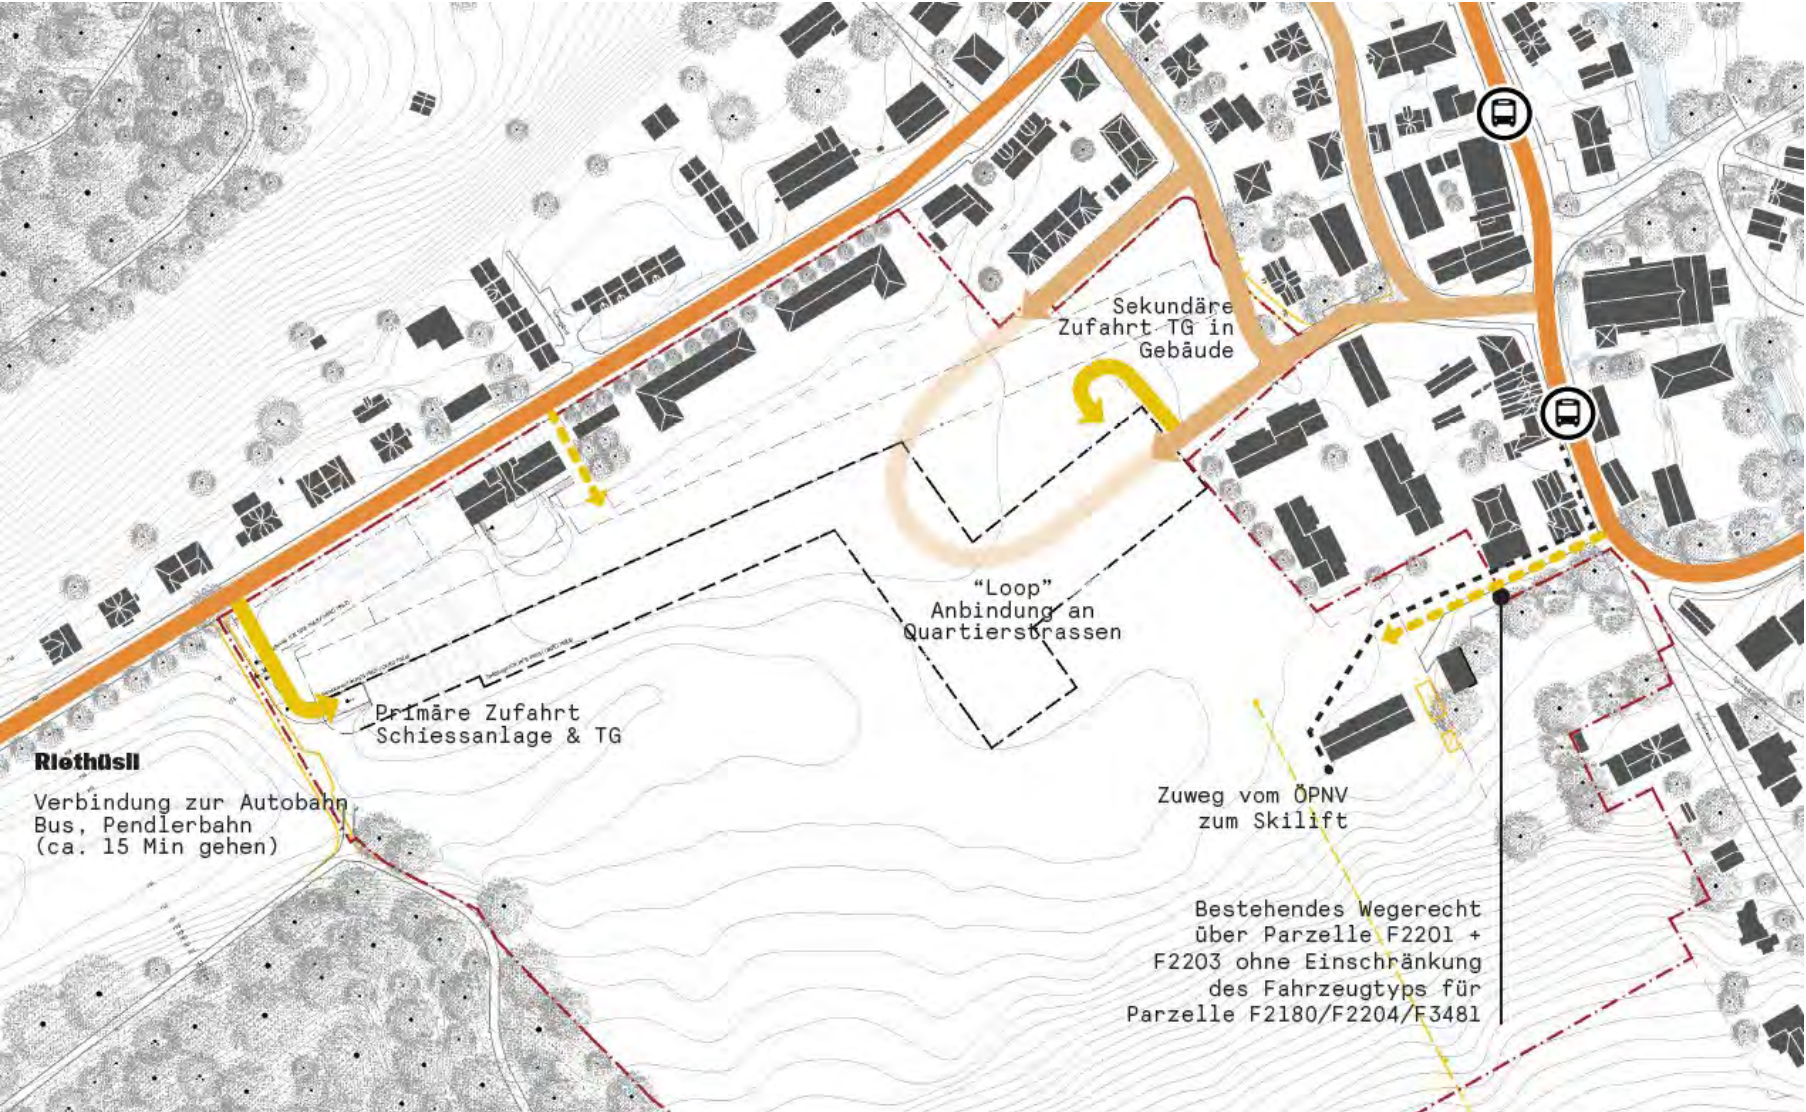 Sekundäre
Zufahrt TG in
Gebäude
“Loop”
Anbindung an
Quartierstrassen
Primäre Zufahrt
Schiessanlage & TG
Riethüsli
Verbindung zur Autobahn,
Bus, Pendlerbahn
(ca. 15 Min gehen)
Zuweg vom ÖPNV
zum Skilift
Bestehendes Wegerecht
über Parzelle F2201 +
F2203 ohne Einschränkung
des Fahrzeugtyps für
Parzelle F2180/F2204/F3481